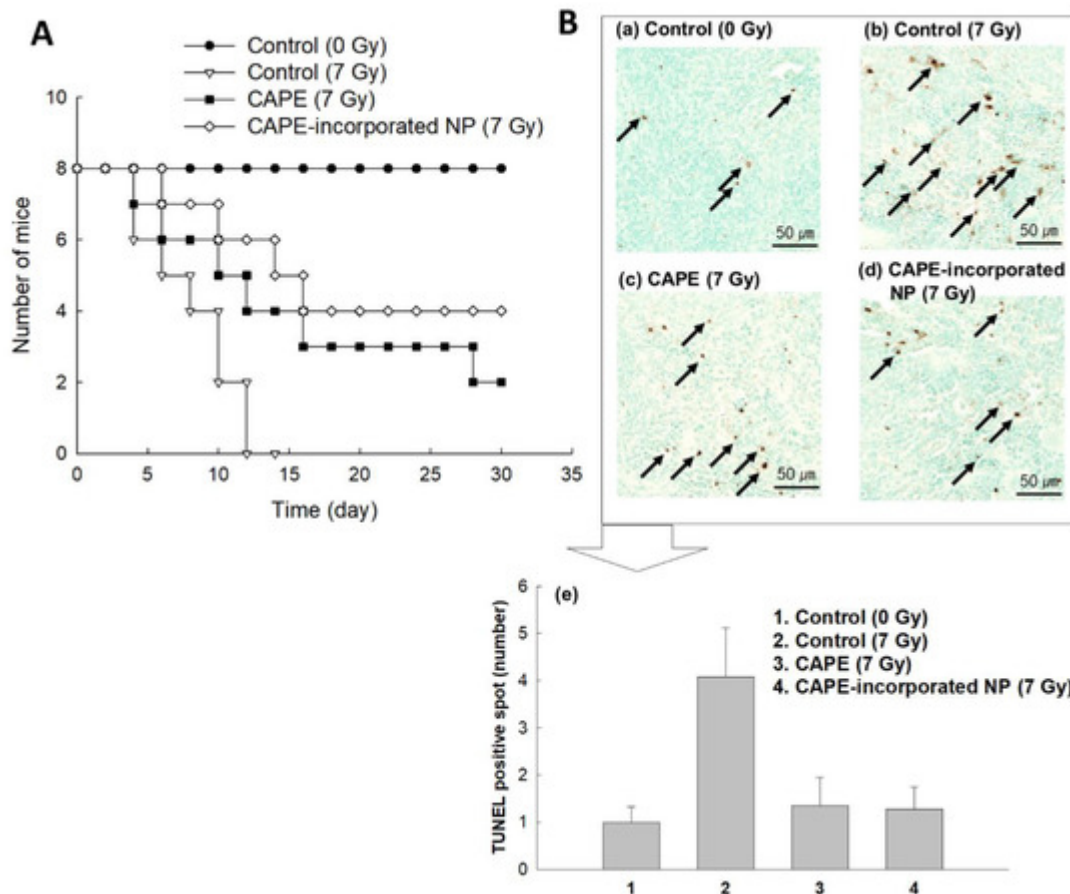 A
Control (0 Gy)
Control (7 Gy)
CAPE (7 Gy)
CAPE-incorporated NP (7 Gy)
10
8
6
4
2
0
Number of mice
0 5 10 15 20 25 30 35
Time (day)
B
(a) Control (0 Gy)
50 μm
(b) Control (7 Gy)
50 μm
(c) CAPE (7 Gy)
50 μm
(d) CAPE-incorporated
NP (7 Gy)
50 μm
(e)
6
5
4
3
2
1
0
TUNEL positive spot (number)
1. Control (0 Gy)
2. Control (7 Gy)
3. CAPE (7 Gy)
4. CAPE-incorporated NP (7 Gy)
1 2 3 4